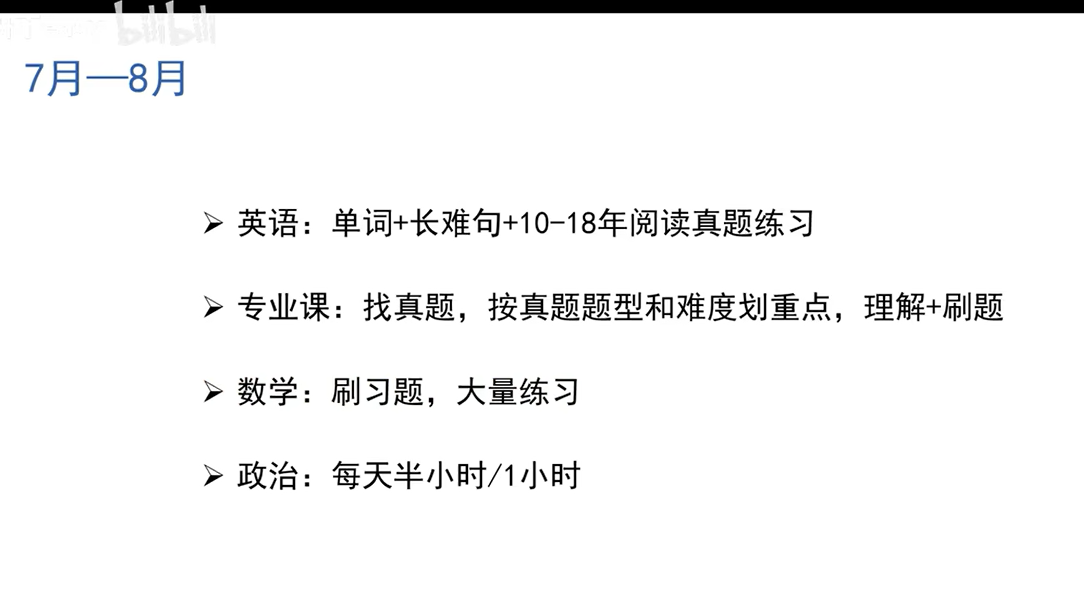 bilibili
7月—8月
➢ 英语：单词+长难句+10-18年阅读真题练习
➢ 专业课：找真题，按真题题型和难度划重点，理解+刷题
➢ 数学：刷习题，大量练习
➢ 政治：每天半小时/1小时